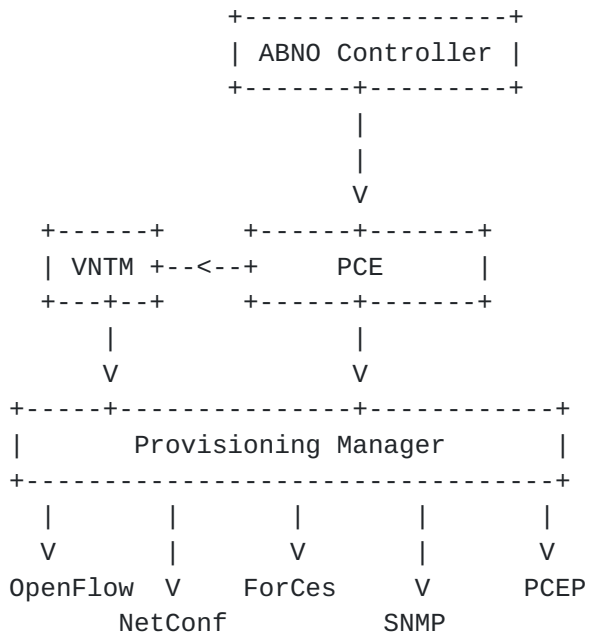 ABNO Controller
VNTM PCE
Provisioning Manager
OpenFlow ForCes PCEP
NetConf SNMP